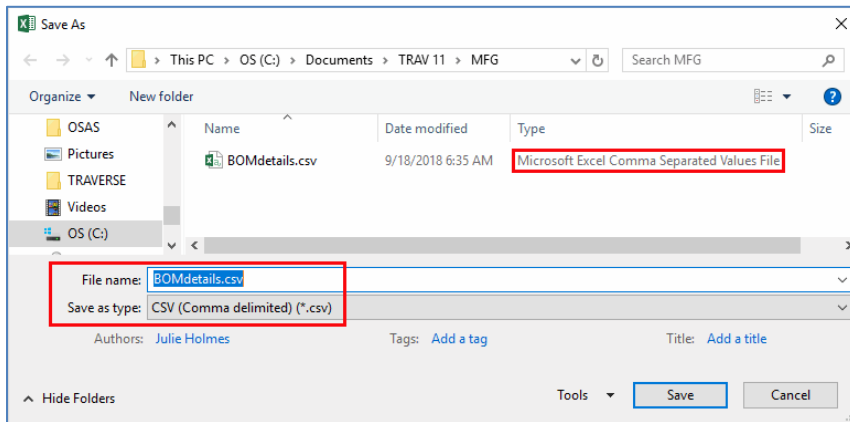 Save As
This PC > OS (C:) > Documents > TRAV 11 > MFG
Search MFG
Organize
New folder
Name
Date modified
Type
Size
OSAS
Pictures
TRAVERSE
Videos
OS (C:)
BOMdetails.csv
9/18/2018 6:35 AM
Microsoft Excel Comma Separated Values File
File name: BOMdetails.csv
Save as type: CSV (Comma delimited) (*.csv)
Authors: Julie Holmes
Tags: Add a tag
Title: Add a title
Hide Folders
Tools
Save
Cancel